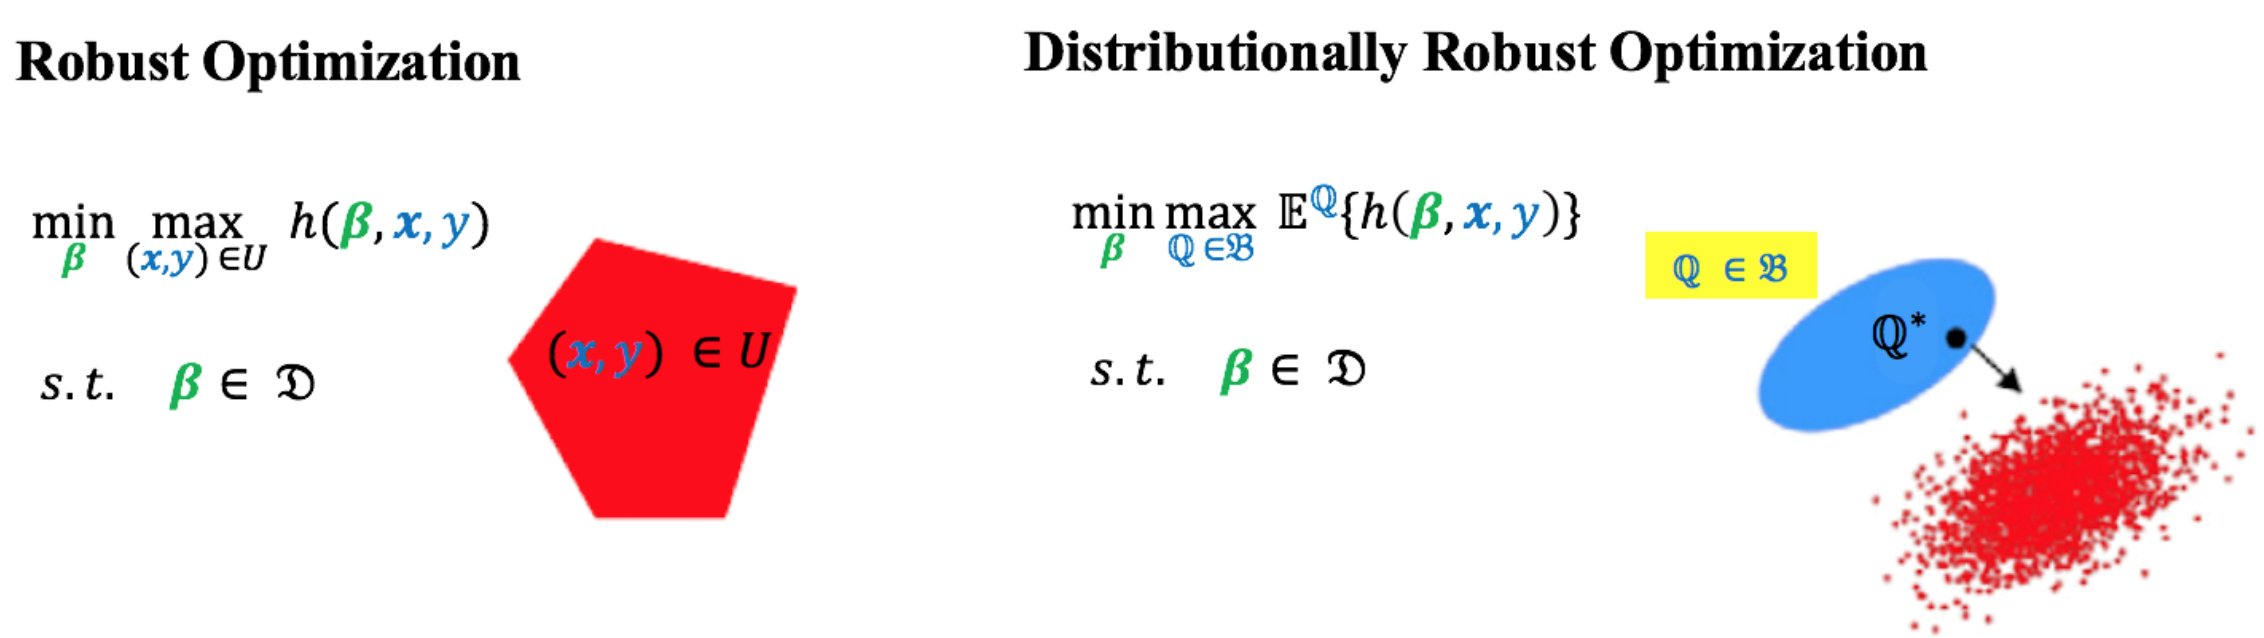 Robust Optimization
min max h(β, x, y)
β (x,y) ∈U
s.t. β ∈ 𝔇
(x,y) ∈ U
Distributionally Robust Optimization
min max 𝔼^ℚ{h(β, x, y)}
β ℚ ∈𝔅
s.t. β ∈ 𝔇
ℚ ∈ 𝔅
ℚ*